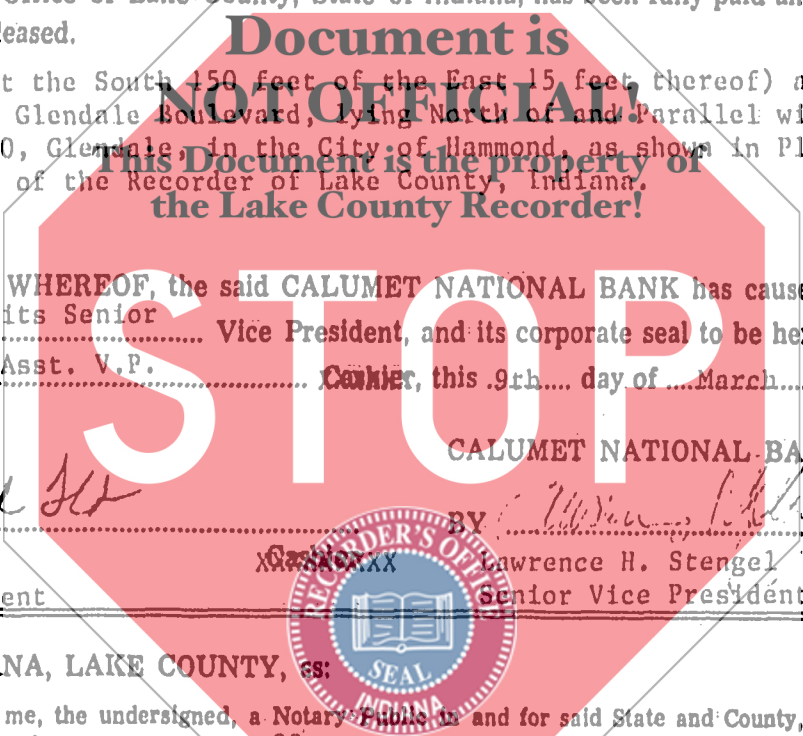 Document is
eased.
t the South 150 feet of the East 15 feet thereof) a
NOT OFFICIAL!
Glendale Boulevard, lying North of and Parallel wi
0, Glendale, in the City of Hammond, as shown in Pl
This Document is the property of
of the Recorder of Lake County, Indiana.
the Lake County Recorder!
STOP
WHEREOF, the said CALUMET NATIONAL BANK has cause
its Senior
Vice President, and its corporate seal to be he
Asst. V.P.
Cashier, this 9th day of March
CALUMET NATIONAL BA
BY
Cashier
Lawrence H. Stengel
ent Senior Vice President
RECORDER'S OFFICE
SEAL
INDIANA
NA, LAKE COUNTY, ss:
me, the undersigned, a Notary Public in and for said State and County,